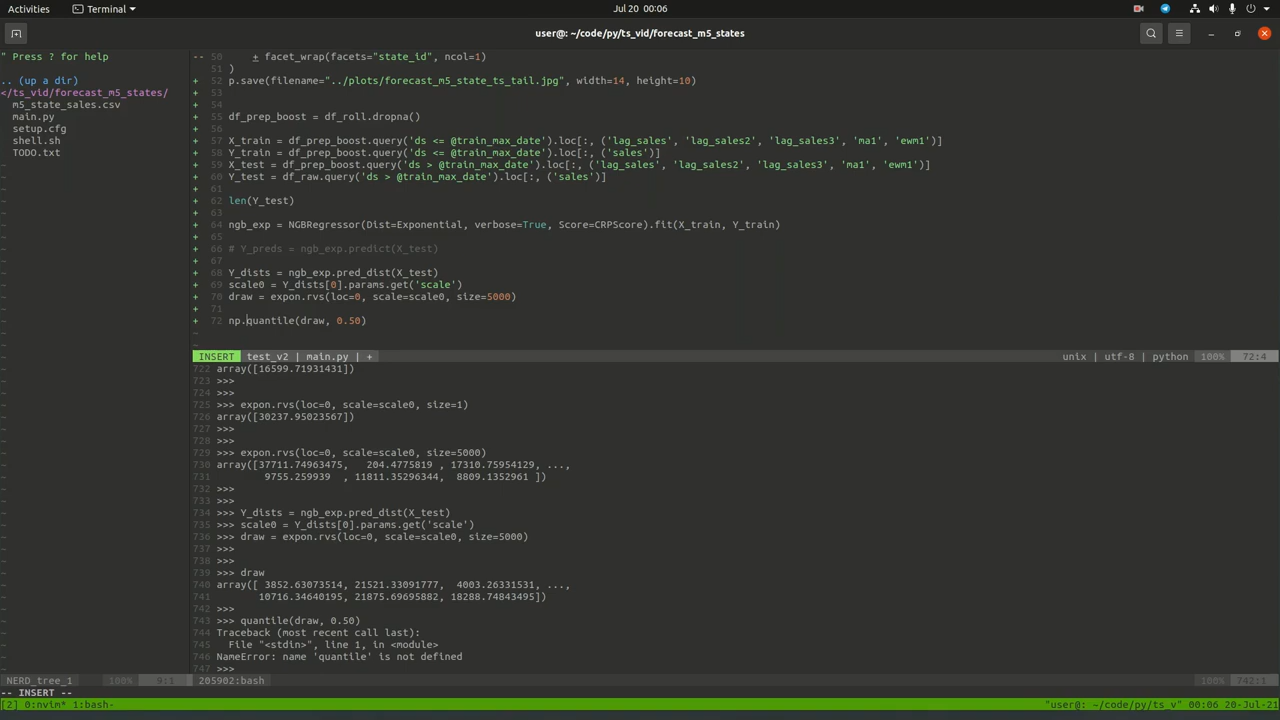 Activities
Terminal
Jul 20 00:06
user@: ~/code/py/ts_vid/forecast_m5_states
" Press ? for help
.. (up a dir)
</ts_vid/forecast_m5_states/
m5_state_sales.csv
main.py
setup.cfg
shell.sh
TODO.txt
-- 50 + facet_wrap(facets="state_id", ncol=1)
51 )
+ 52 p.save(filename="../plots/forecast_m5_state_ts_tail.jpg", width=14, height=10)
+ 53
+ 54
+ 55 df_prep_boost = df_roll.dropna()
+ 56
+ 57 X_train = df_prep_boost.query('ds <= @train_max_date').loc[:, ('lag_sales', 'lag_sales2', 'lag_sales3', 'ma1', 'ewm1')]
+ 58 Y_train = df_prep_boost.query('ds <= @train_max_date').loc[:, ('sales')]
+ 59 X_test = df_prep_boost.query('ds > @train_max_date').loc[:, ('lag_sales', 'lag_sales2', 'lag_sales3', 'ma1', 'ewm1')]
+ 60 Y_test = df_raw.query('ds > @train_max_date').loc[:, ('sales')]
+ 61
+ 62 len(Y_test)
+ 63
+ 64 ngb_exp = NGBRegressor(Dist=Exponential, verbose=True, Score=CRPScore).fit(X_train, Y_train)
+ 65
+ 66 # Y_preds = ngb_exp.predict(X_test)
+ 67
+ 68 Y_dists = ngb_exp.pred_dist(X_test)
+ 69 scale0 = Y_dists[0].params.get('scale')
+ 70 draw = expon.rvs(loc=0, scale=scale0, size=5000)
+ 71
+ 72 np.quantile(draw, 0.50)
INSERT test_v2 | main.py | + unix | utf-8 | python 100% 72:4
722 array([16599.71931431])
723 >>>
724 >>>
725 >>> expon.rvs(loc=0, scale=scale0, size=1)
726 array([30237.95023567])
727 >>>
728 >>>
729 >>> expon.rvs(loc=0, scale=scale0, size=5000)
730 array([37711.74963475, 204.4775819 , 17310.75954129, ...,
731 9755.259939 , 11811.35296344, 8809.1352961 ])
732 >>>
733 >>>
734 >>> Y_dists = ngb_exp.pred_dist(X_test)
735 >>> scale0 = Y_dists[0].params.get('scale')
736 >>> draw = expon.rvs(loc=0, scale=scale0, size=5000)
737 >>>
738 >>>
739 >>> draw
740 array([ 3852.63073514, 21521.33091777, 4003.26331531, ...,
741 10716.34640195, 21875.69695882, 18288.74843495])
742 >>>
743 >>> quantile(draw, 0.50)
744 Traceback (most recent call last):
745 File "<stdin>", line 1, in <module>
746 NameError: name 'quantile' is not defined
747 >>>
NERD_tree_1 100% 9:1 205902:bash 100% 742:1
-- INSERT --
[2] 0:nvim* 1:bash- "user@: ~/code/py/ts_v" 00:06 20-Jul-21